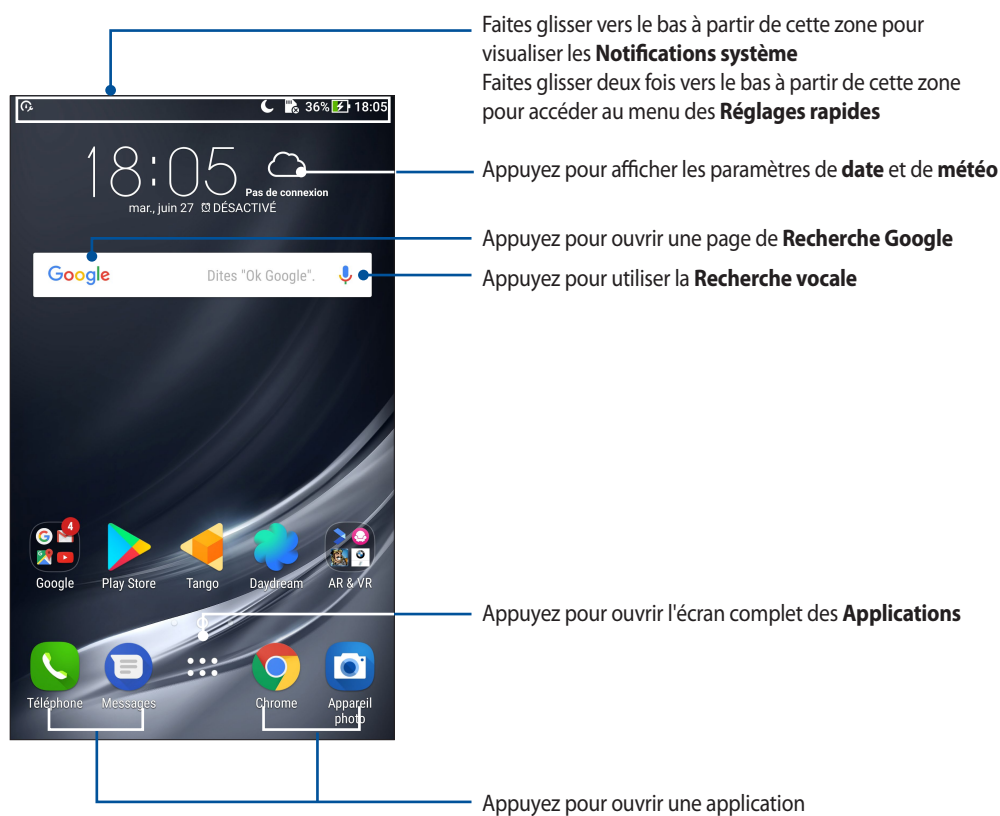 Faites glisser vers le bas à partir de cette zone pour
visualiser les Notifications système
Faites glisser deux fois vers le bas à partir de cette zone
pour accéder au menu des Réglages rapides
36% 18:05
18:05
Pas de connexion
mar., juin 27 DÉSACTIVÉ
Appuyez pour afficher les paramètres de date et de météo
Appuyez pour ouvrir une page de Recherche Google
Google Dites "Ok Google".
Appuyez pour utiliser la Recherche vocale
4
Google Play Store Tango Daydream AR & VR
Appuyez pour ouvrir l'écran complet des Applications
Téléphone Messages Chrome Appareil
photo
Appuyez pour ouvrir une application